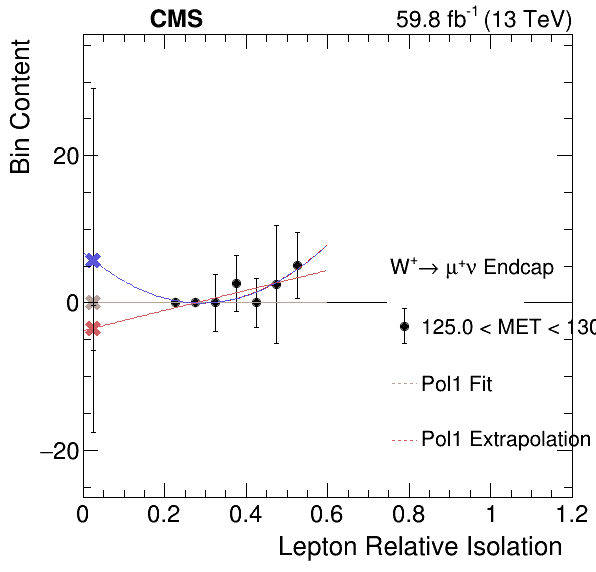 CMS
59.8 fb⁻¹ (13 TeV)
Bin Content
20
0
−20
W⁺→ μ⁺ν Endcap
125.0 < MET < 130
Pol1 Fit
Pol1 Extrapolation
0 0.2 0.4 0.6 0.8 1 1.2
Lepton Relative Isolation